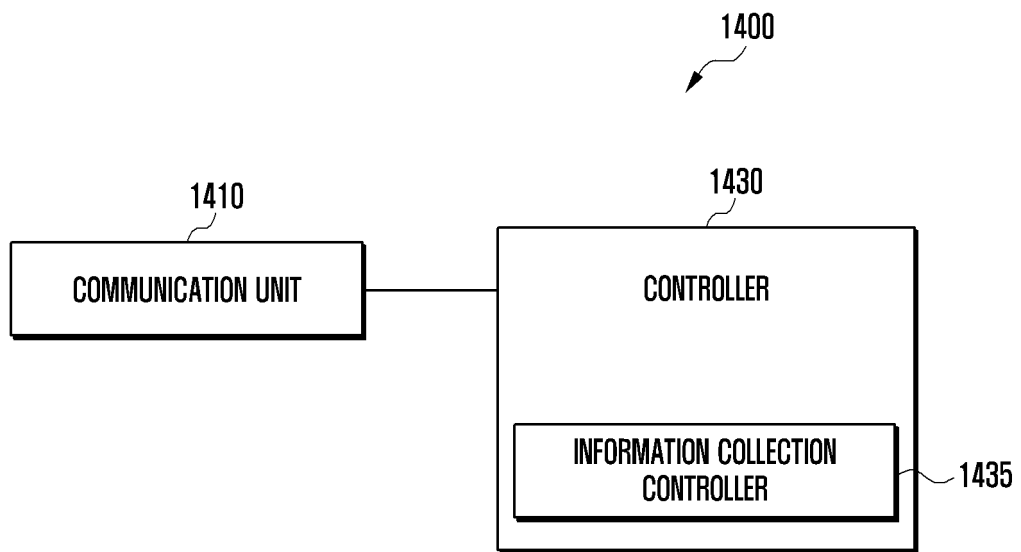 1400
1410
1430
COMMUNICATION UNIT
CONTROLLER
INFORMATION COLLECTION
CONTROLLER
1435